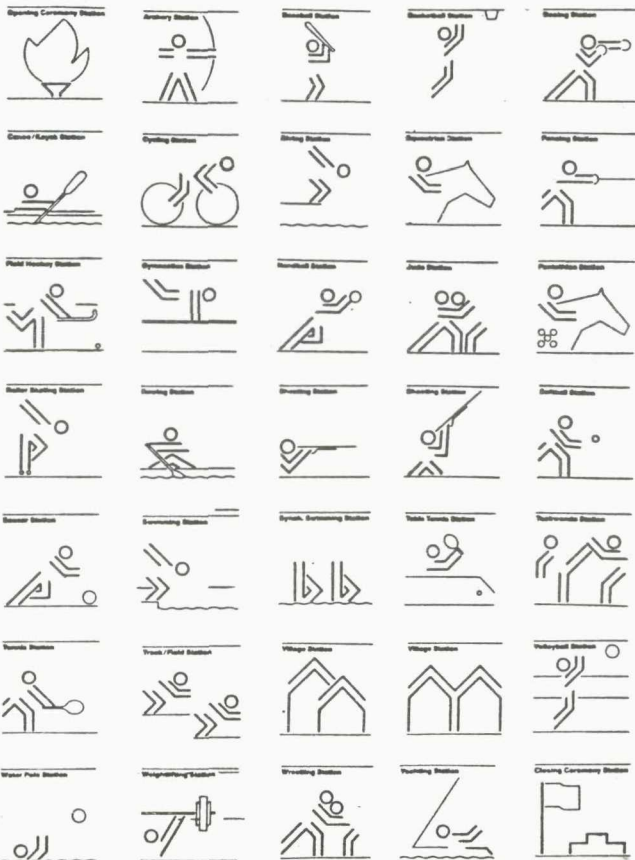 Opening Ceremony Station
Archery Station
Baseball Station
Basketball Station
Boxing Station
Canoe/Kayak Station
Cycling Station
Diving Station
Equestrian Station
Fencing Station
Field Hockey Station
Gymnastics Station
Handball Station
Judo Station
Pentathlon Station
Roller Skating Station
Rowing Station
Shooting Station
Shooting Station
Softball Station
Soccer Station
Swimming Station
Synch. Swimming Station
Table Tennis Station
Taekwondo Station
Tennis Station
Track/Field Station
Village Station
Village Station
Volleyball Station
Water Polo Station
Weightlifting Station
Wrestling Station
Yachting Station
Closing Ceremony Station